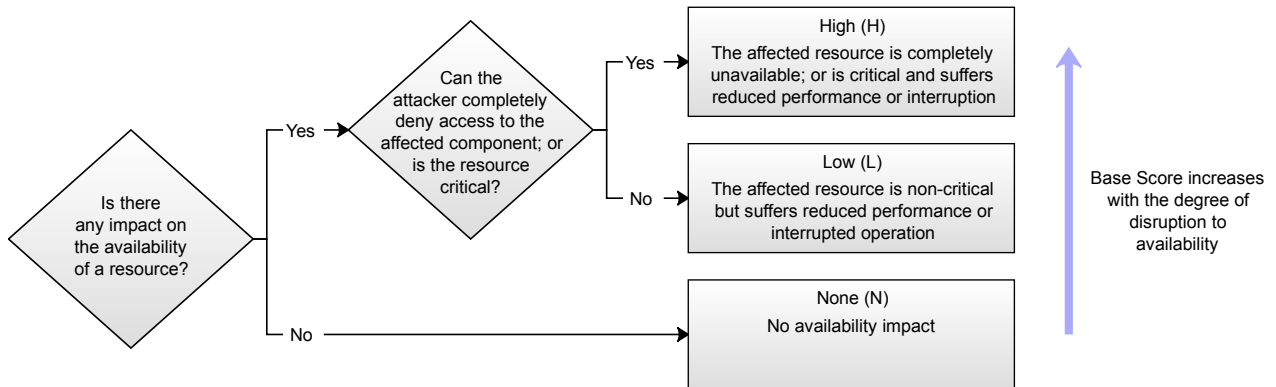 Is there
any impact on
the availability
of a resource?
Yes
No
Can the
attacker completely
deny access to the
affected component; or
is the resource
critical?
Yes
No
High (H)
The affected resource is completely
unavailable; or is critical and suffers
reduced performance or interruption
Low (L)
The affected resource is non-critical
but suffers reduced performance or
interrupted operation
None (N)
No availability impact
Base Score increases
with the degree of
disruption to
availability